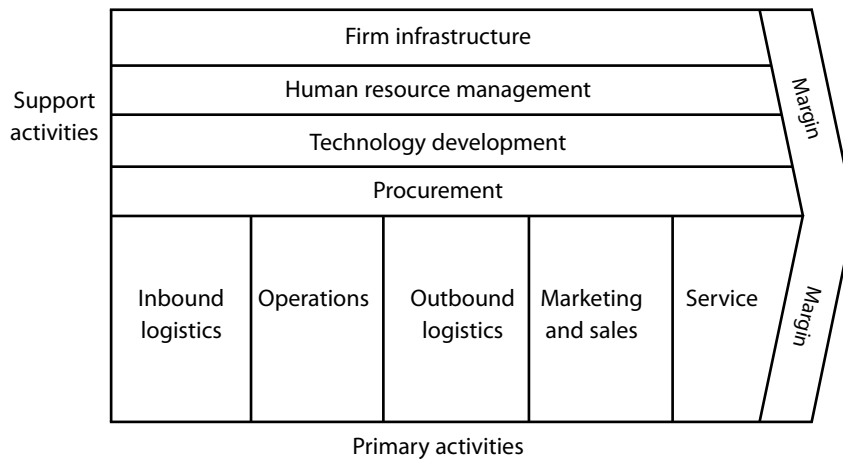 Firm infrastructure
Human resource management
Support
activities
Technology development
Procurement
Margin
Inbound
logistics
Operations
Outbound
logistics
Marketing
and sales
Service
Margin
Primary activities